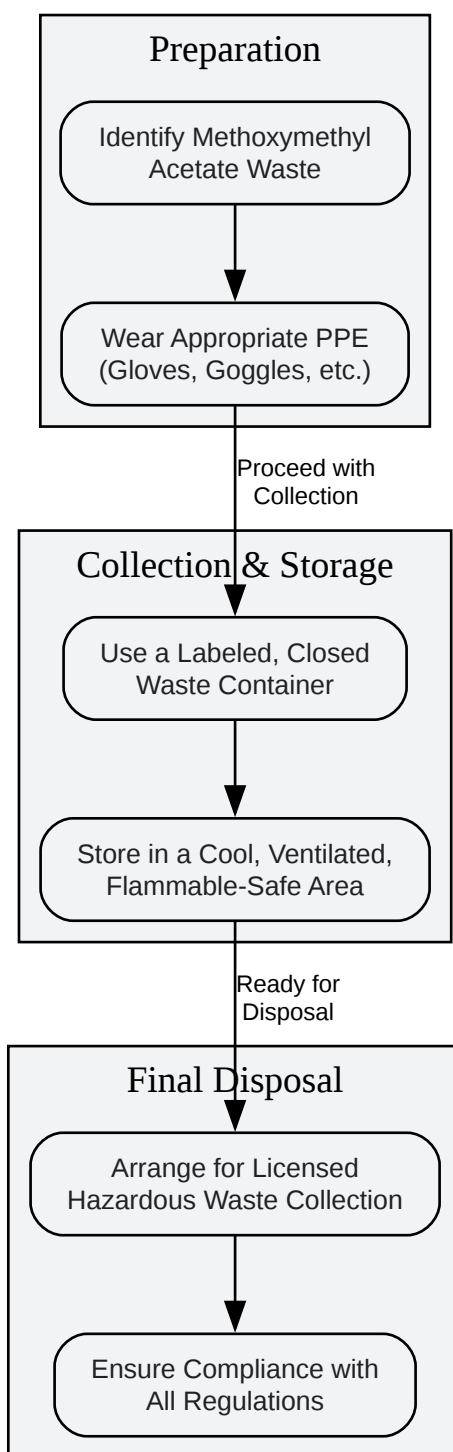 Preparation
Identify Methoxymethyl
Acetate Waste
Wear Appropriate PPE
(Gloves, Goggles, etc.)
Proceed with
Collection
Collection & Storage
Use a Labeled, Closed
Waste Container
Store in a Cool, Ventilated,
Flammable-Safe Area
Ready for
Disposal
Final Disposal
Arrange for Licensed
Hazardous Waste Collection
Ensure Compliance with
All Regulations